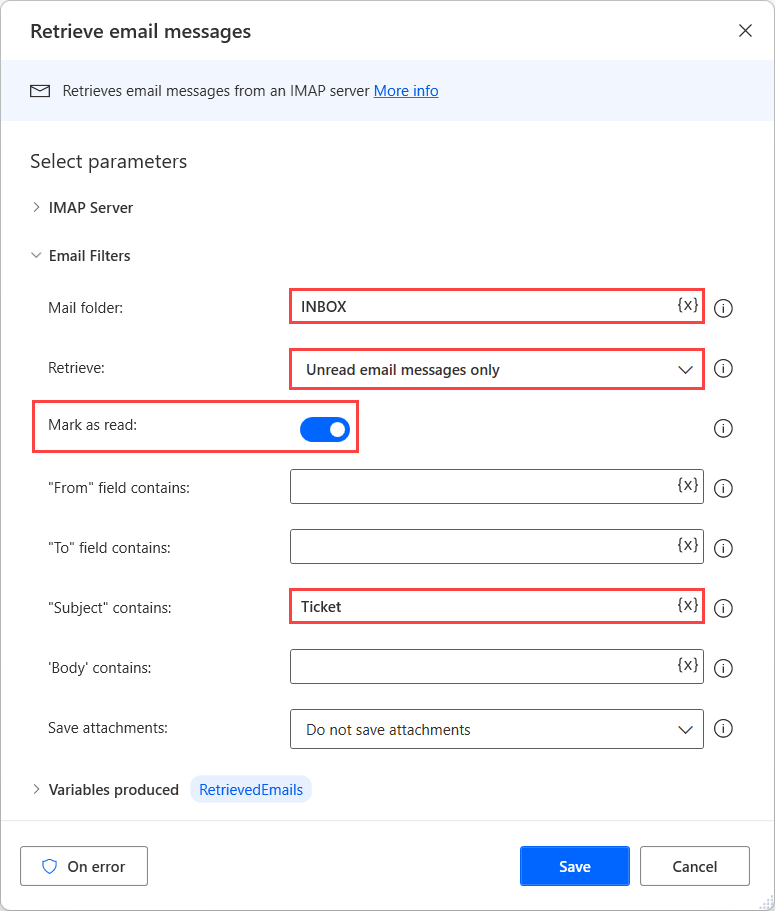 Retrieve email messages
Retrieves email messages from an IMAP server More info
Select parameters
IMAP Server
Email Filters
Mail folder: INBOX {x}
Retrieve: Unread email messages only
Mark as read:
"From" field contains: {x}
"To" field contains: {x}
"Subject" contains: Ticket {x}
'Body' contains: {x}
Save attachments: Do not save attachments
Variables produced RetrievedEmails
On error Save Cancel